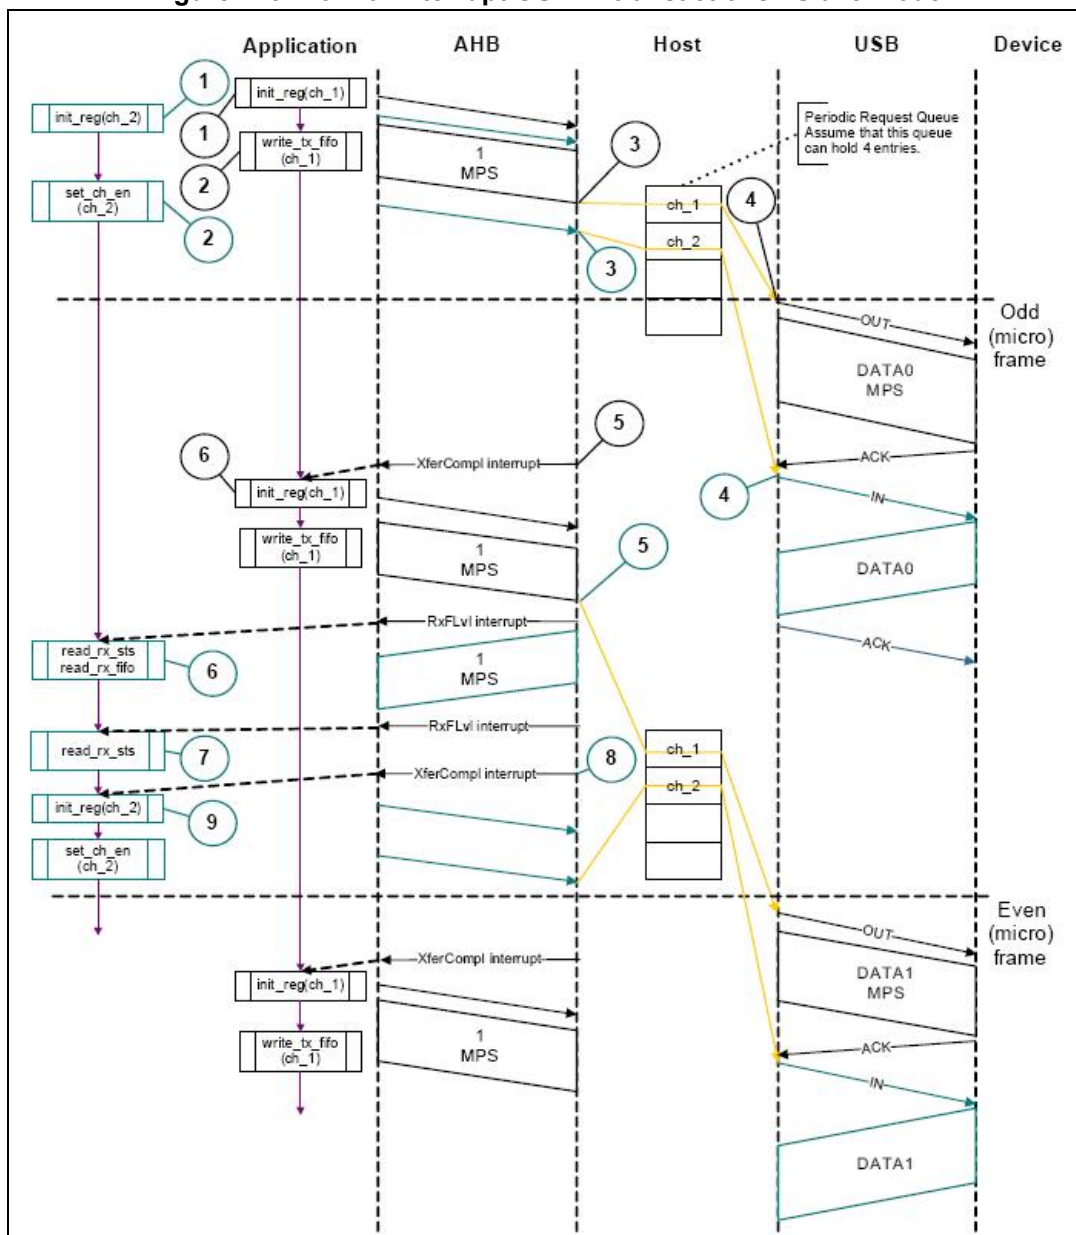 Application
AHB
Host
USB
Device
1
init_reg(ch_2)
init_reg(ch_1)
1
write_tx_fifo
(ch_1)
2
set_ch_en
(ch_2)
2
1
MPS
3
3
Periodic Request Queue
Assume that this queue
can hold 4 entries.
ch_1
ch_2
4
Odd
(micro)
frame
OUT
DATA0
MPS
ACK
5
XferCompl interrupt
6
init_reg(ch_1)
write_tx_fifo
(ch_1)
1
MPS
4
IN
DATA0
ACK
5
RxFLvl interrupt
read_rx_sts
read_rx_fifo
6
1
MPS
RxFLvl interrupt
read_rx_sts
7
XferCompl interrupt
8
init_reg(ch_2)
9
set_ch_en
(ch_2)
ch_1
ch_2
Even
(micro)
frame
OUT
DATA1
MPS
ACK
XferCompl interrupt
init_reg(ch_1)
write_tx_fifo
(ch_1)
1
MPS
IN
DATA1